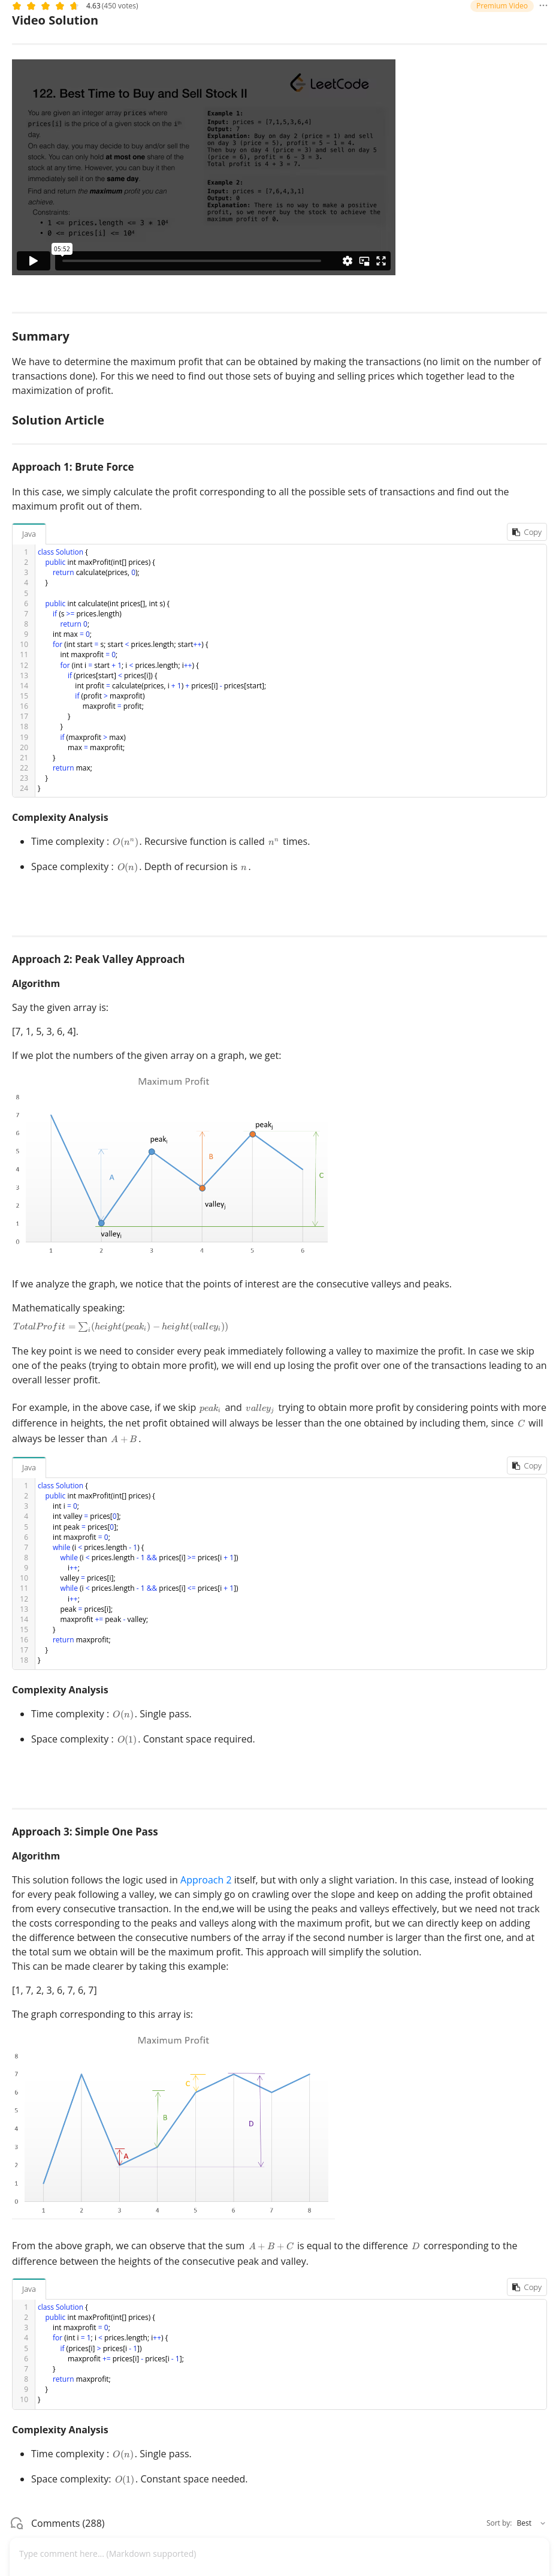 4.63 (450 votes)
Premium Video
Video Solution
LeetCode
122. Best Time to Buy and Sell Stock II
You are given an integer array prices where
prices[i] is the price of a given stock on the iᵗʰ
day.
On each day, you may decide to buy and/or sell the
stock. You can only hold at most one share of the
stock at any time. However, you can buy it then
immediately sell it on the same day.
Find and return the maximum profit you can
achieve.
Constraints:
• 1 <= prices.length <= 3 * 10⁴
• 0 <= prices[i] <= 10⁴
Example 1:
Input: prices = [7,1,5,3,6,4]
Output: 7
Explanation: Buy on day 2 (price = 1) and sell
on day 3 (price = 5), profit = 5 - 1 = 4.
Then buy on day 4 (price = 3) and sell on day 5
(price = 6), profit = 6 - 3 = 3.
Total profit is 4 + 3 = 7.
Example 2:
Input: prices = [7,6,4,3,1]
Output: 0
Explanation: There is no way to make a positive
profit, so we never buy the stock to achieve the
maximum profit of 0.
05:52
Summary
We have to determine the maximum profit that can be obtained by making the transactions (no limit on the number of
transactions done). For this we need to find out those sets of buying and selling prices which together lead to the
maximization of profit.
Solution Article
Approach 1: Brute Force
In this case, we simply calculate the profit corresponding to all the possible sets of transactions and find out the
maximum profit out of them.
Java
Copy
1 class Solution {
2 public int maxProfit(int[] prices) {
3 return calculate(prices, 0);
4 }
5
6 public int calculate(int prices[], int s) {
7 if (s >= prices.length)
8 return 0;
9 int max = 0;
10 for (int start = s; start < prices.length; start++) {
11 int maxprofit = 0;
12 for (int i = start + 1; i < prices.length; i++) {
13 if (prices[start] < prices[i]) {
14 int profit = calculate(prices, i + 1) + prices[i] - prices[start];
15 if (profit > maxprofit)
16 maxprofit = profit;
17 }
18 }
19 if (maxprofit > max)
20 max = maxprofit;
21 }
22 return max;
23 }
24 }
Complexity Analysis
• Time complexity : O(nⁿ). Recursive function is called nⁿ times.
• Space complexity : O(n). Depth of recursion is n.
Approach 2: Peak Valley Approach
Algorithm
Say the given array is:
[7, 1, 5, 3, 6, 4].
If we plot the numbers of the given array on a graph, we get:
Maximum Profit
8
7
6
5
4
3
2
1
0
peakᵢ
peakⱼ
A
B
C
valleyⱼ
valleyᵢ
1 2 3 4 5 6
If we analyze the graph, we notice that the points of interest are the consecutive valleys and peaks.
Mathematically speaking:
TotalProfit = ∑ᵢ(height(peakᵢ) − height(valleyᵢ))
The key point is we need to consider every peak immediately following a valley to maximize the profit. In case we skip
one of the peaks (trying to obtain more profit), we will end up losing the profit over one of the transactions leading to an
overall lesser profit.
For example, in the above case, if we skip peakᵢ and valleyⱼ trying to obtain more profit by considering points with more
difference in heights, the net profit obtained will always be lesser than the one obtained by including them, since C will
always be lesser than A + B.
Java
Copy
1 class Solution {
2 public int maxProfit(int[] prices) {
3 int i = 0;
4 int valley = prices[0];
5 int peak = prices[0];
6 int maxprofit = 0;
7 while (i < prices.length - 1) {
8 while (i < prices.length - 1 && prices[i] >= prices[i + 1])
9 i++;
10 valley = prices[i];
11 while (i < prices.length - 1 && prices[i] <= prices[i + 1])
12 i++;
13 peak = prices[i];
14 maxprofit += peak - valley;
15 }
16 return maxprofit;
17 }
18 }
Complexity Analysis
• Time complexity : O(n). Single pass.
• Space complexity : O(1). Constant space required.
Approach 3: Simple One Pass
Algorithm
This solution follows the logic used in Approach 2 itself, but with only a slight variation. In this case, instead of looking
for every peak following a valley, we can simply go on crawling over the slope and keep on adding the profit obtained
from every consecutive transaction. In the end,we will be using the peaks and valleys effectively, but we need not track
the costs corresponding to the peaks and valleys along with the maximum profit, but we can directly keep on adding
the difference between the consecutive numbers of the array if the second number is larger than the first one, and at
the total sum we obtain will be the maximum profit. This approach will simplify the solution.
This can be made clearer by taking this example:
[1, 7, 2, 3, 6, 7, 6, 7]
The graph corresponding to this array is:
Maximum Profit
8
7
6
5
4
3
2
1
0
C
B
D
A
1 2 3 4 5 6 7 8
From the above graph, we can observe that the sum A + B + C is equal to the difference D corresponding to the
difference between the heights of the consecutive peak and valley.
Java
Copy
1 class Solution {
2 public int maxProfit(int[] prices) {
3 int maxprofit = 0;
4 for (int i = 1; i < prices.length; i++) {
5 if (prices[i] > prices[i - 1])
6 maxprofit += prices[i] - prices[i - 1];
7 }
8 return maxprofit;
9 }
10 }
Complexity Analysis
• Time complexity : O(n). Single pass.
• Space complexity: O(1). Constant space needed.
Comments (288)
Sort by: Best
Type comment here... (Markdown supported)